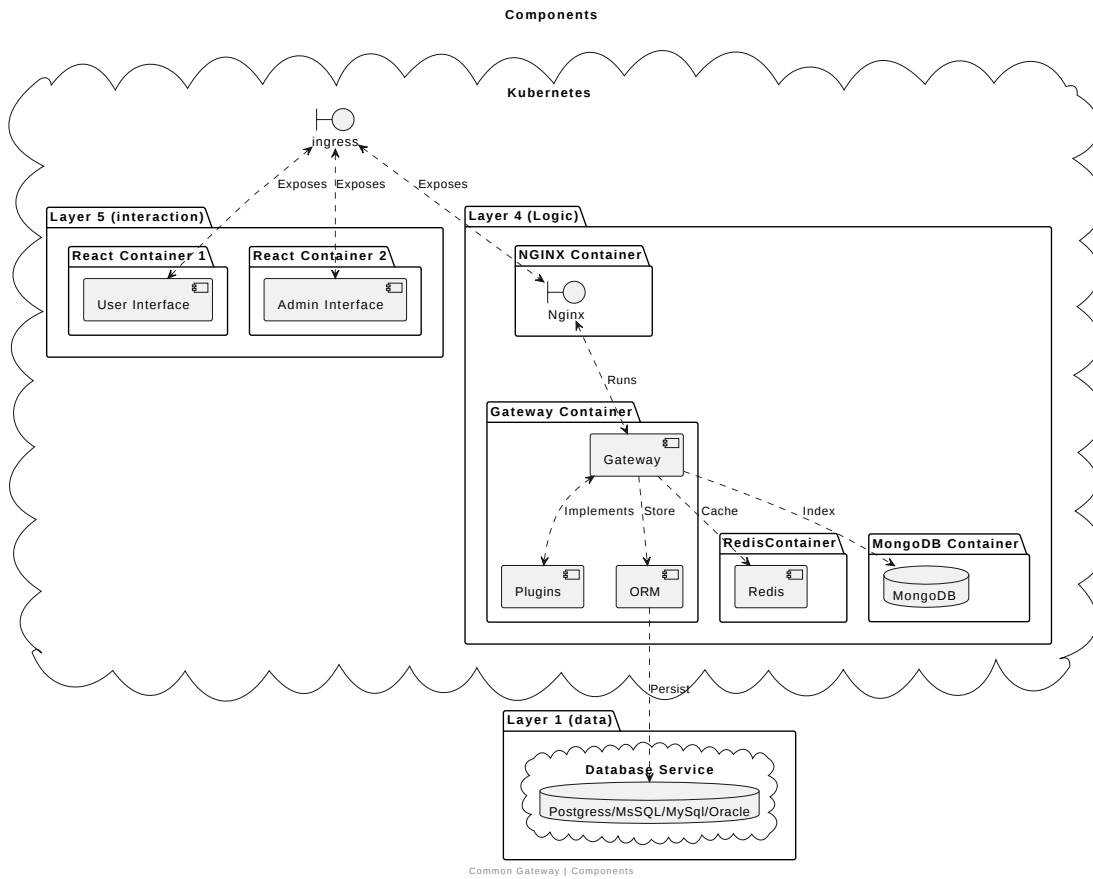 Components
Kubernetes
ingress
Exposes
Exposes
Exposes
Layer 5 (interaction)
Layer 4 (Logic)
React Container 1
React Container 2
NGINX Container
User Interface
Admin Interface
Nginx
Runs
Gateway Container
Gateway
Implements
Store
Cache
Index
RedisContainer
MongoDB Container
Plugins
ORM
Redis
MongoDB
Persist
Layer 1 (data)
Database Service
Postgress/MsSQL/MySql/Oracle
Common Gateway | Components